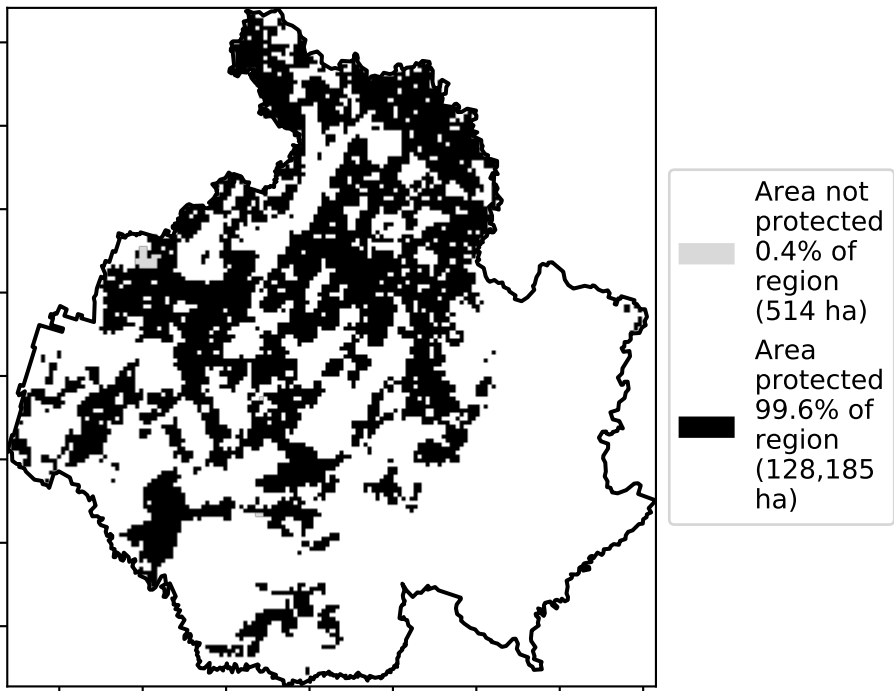 Area not
protected
0.4% of
region
(514 ha)
Area
protected
99.6% of
region
(128,185
ha)